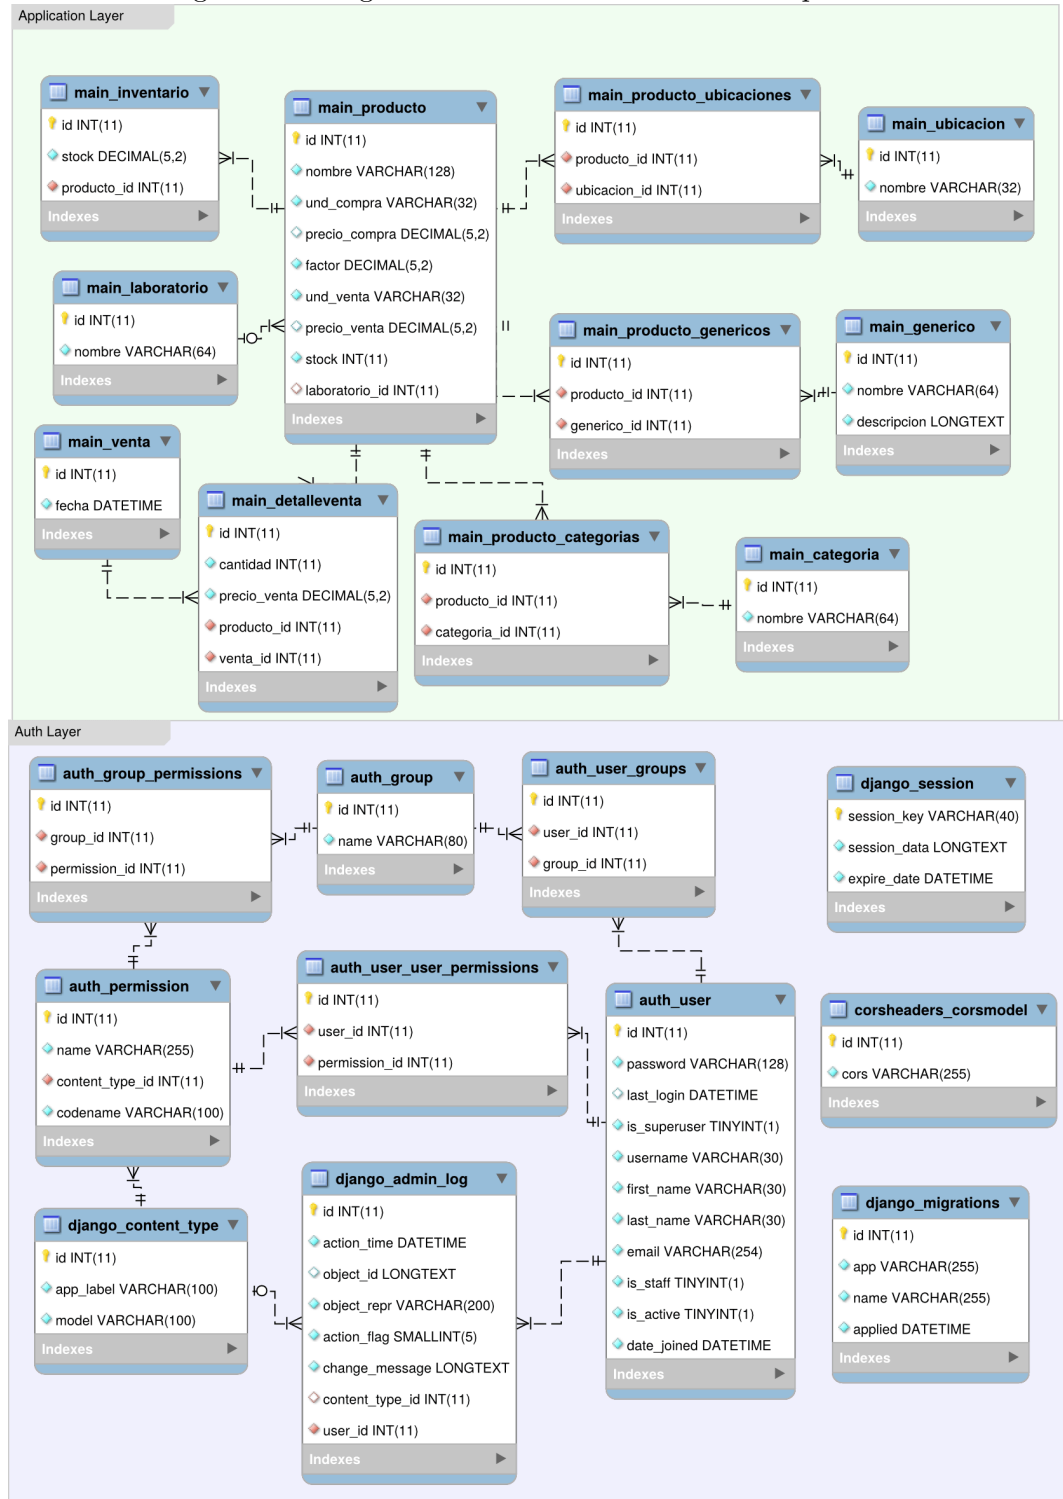 Application Layer
main_inventario
id INT(11)
stock DECIMAL(5,2)
producto_id INT(11)
Indexes
main_producto
id INT(11)
nombre VARCHAR(128)
und_compra VARCHAR(32)
precio_compra DECIMAL(5,2)
factor DECIMAL(5,2)
und_venta VARCHAR(32)
precio_venta DECIMAL(5,2)
stock INT(11)
laboratorio_id INT(11)
Indexes
main_producto_ubicaciones
id INT(11)
producto_id INT(11)
ubicacion_id INT(11)
Indexes
main_ubicacion
id INT(11)
nombre VARCHAR(32)
Indexes
main_laboratorio
id INT(11)
nombre VARCHAR(64)
Indexes
main_producto_genericos
id INT(11)
producto_id INT(11)
generico_id INT(11)
Indexes
main_generico
id INT(11)
nombre VARCHAR(64)
descripcion LONGTEXT
Indexes
main_venta
id INT(11)
fecha DATETIME
Indexes
main_detalleventa
id INT(11)
cantidad INT(11)
precio_venta DECIMAL(5,2)
producto_id INT(11)
venta_id INT(11)
Indexes
main_producto_categorias
id INT(11)
producto_id INT(11)
categoria_id INT(11)
Indexes
main_categoria
id INT(11)
nombre VARCHAR(64)
Indexes
Auth Layer
auth_group_permissions
id INT(11)
group_id INT(11)
permission_id INT(11)
Indexes
auth_group
id INT(11)
name VARCHAR(80)
Indexes
auth_user_groups
id INT(11)
user_id INT(11)
group_id INT(11)
Indexes
django_session
session_key VARCHAR(40)
session_data LONGTEXT
expire_date DATETIME
Indexes
auth_permission
id INT(11)
name VARCHAR(255)
content_type_id INT(11)
codename VARCHAR(100)
Indexes
auth_user_user_permissions
id INT(11)
user_id INT(11)
permission_id INT(11)
Indexes
auth_user
id INT(11)
password VARCHAR(128)
last_login DATETIME
is_superuser TINYINT(1)
username VARCHAR(30)
first_name VARCHAR(30)
last_name VARCHAR(30)
email VARCHAR(254)
is_staff TINYINT(1)
is_active TINYINT(1)
date_joined DATETIME
Indexes
corsheaders_corsmodel
id INT(11)
cors VARCHAR(255)
Indexes
django_content_type
id INT(11)
app_label VARCHAR(100)
model VARCHAR(100)
Indexes
django_admin_log
id INT(11)
action_time DATETIME
object_id LONGTEXT
object_repr VARCHAR(200)
action_flag SMALLINT(5)
change_message LONGTEXT
content_type_id INT(11)
user_id INT(11)
Indexes
django_migrations
id INT(11)
app VARCHAR(255)
name VARCHAR(255)
applied DATETIME
Indexes